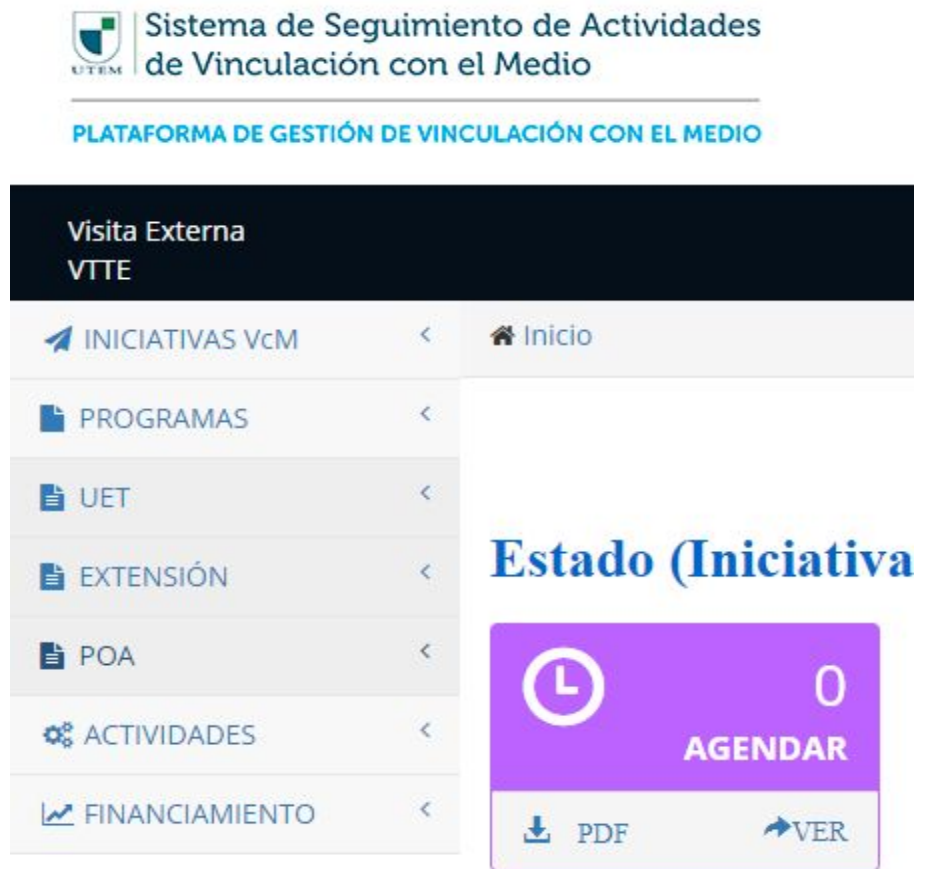 Sistema de Seguimiento de Actividades
de Vinculación con el Medio
UTEM
PLATAFORMA DE GESTIÓN DE VINCULACIÓN CON EL MEDIO
Visita Externa
VTTE
INICIATIVAS VcM
PROGRAMAS
UET
EXTENSIÓN
POA
ACTIVIDADES
FINANCIAMIENTO
Inicio
Estado (Iniciativa
0
AGENDAR
PDF
VER